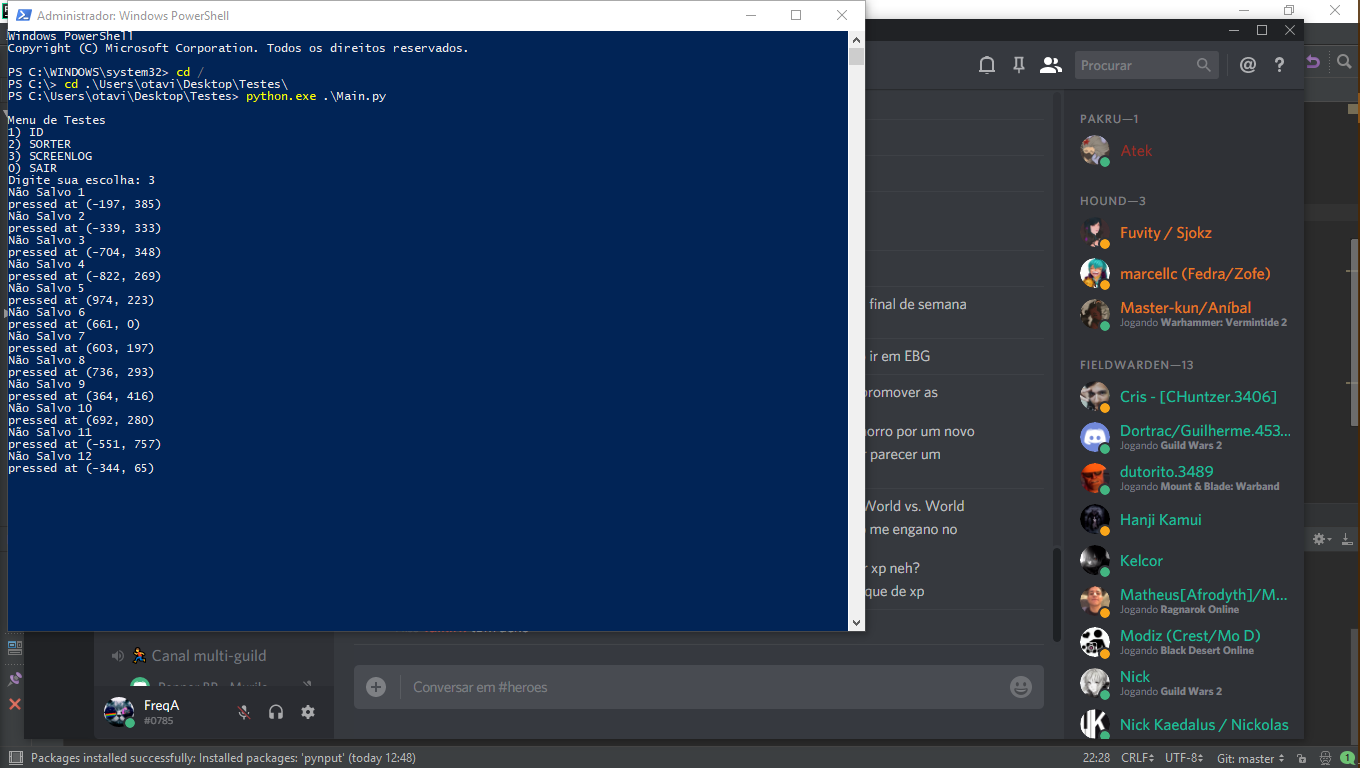 Administrador: Windows PowerShell
Windows PowerShell
Copyright (C) Microsoft Corporation. Todos os direitos reservados.
PS C:\WINDOWS\system32> cd /
PS C:\> cd .\Users\otavi\Desktop\Testes\
PS C:\Users\otavi\Desktop\Testes> python.exe .\Main.py
Menu de Testes
1) ID
2) SORTER
3) SCREENLOG
0) SAIR
Digite sua escolha: 3
Não Salvo 1
pressed at (-197, 385)
Não Salvo 2
pressed at (-339, 333)
Não Salvo 3
pressed at (-704, 348)
Não Salvo 4
pressed at (-822, 269)
Não Salvo 5
pressed at (974, 223)
Não Salvo 6
pressed at (661, 0)
Não Salvo 7
pressed at (603, 197)
Não Salvo 8
pressed at (736, 293)
Não Salvo 9
pressed at (364, 416)
Não Salvo 10
pressed at (692, 280)
Não Salvo 11
pressed at (-551, 757)
Não Salvo 12
pressed at (-344, 65)
Procurar
final de semana
ir em EBG
promover as
orro por um novo
parecer um
World vs. World
me engano no
xp neh?
que de xp
Canal multi-guild
FreqA
#0785
Conversar em #heroes
PAKRU—1
Atek
HOUND—3
Fuvity / Sjokz
marcellc (Fedra/Zofe)
Master-kun/Aníbal
Jogando Warhammer: Vermintide 2
FIELDWARDEN—13
Cris - [CHuntzer.3406]
Dortrac/Guilherme.453...
Jogando Guild Wars 2
dutorito.3489
Jogando Mount & Blade: Warband
Hanji Kamui
Kelcor
Matheus[Afrodyth]/M...
Jogando Ragnarok Online
Modiz (Crest/Mo D)
Jogando Black Desert Online
Nick
Jogando Guild Wars 2
Nick Kaedalus / Nickolas
Packages installed successfully: Installed packages: 'pynput' (today 12:48)
22:28 CRLF UTF-8 Git: master 1